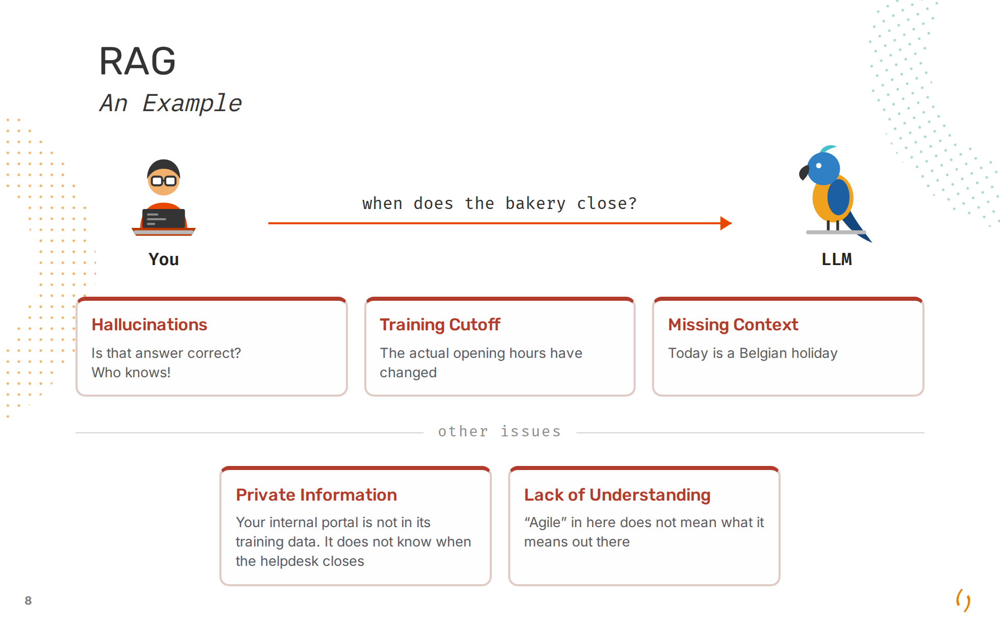 RAG
An Example
when does the bakery close?
You
LLM
Hallucinations
Is that answer correct?
Who knows!
Training Cutoff
The actual opening hours have
changed
Missing Context
Today is a Belgian holiday
other issues
Private Information
Your internal portal is not in its
training data. It does not know when
the helpdesk closes
Lack of Understanding
“Agile” in here does not mean what it
means out there
8